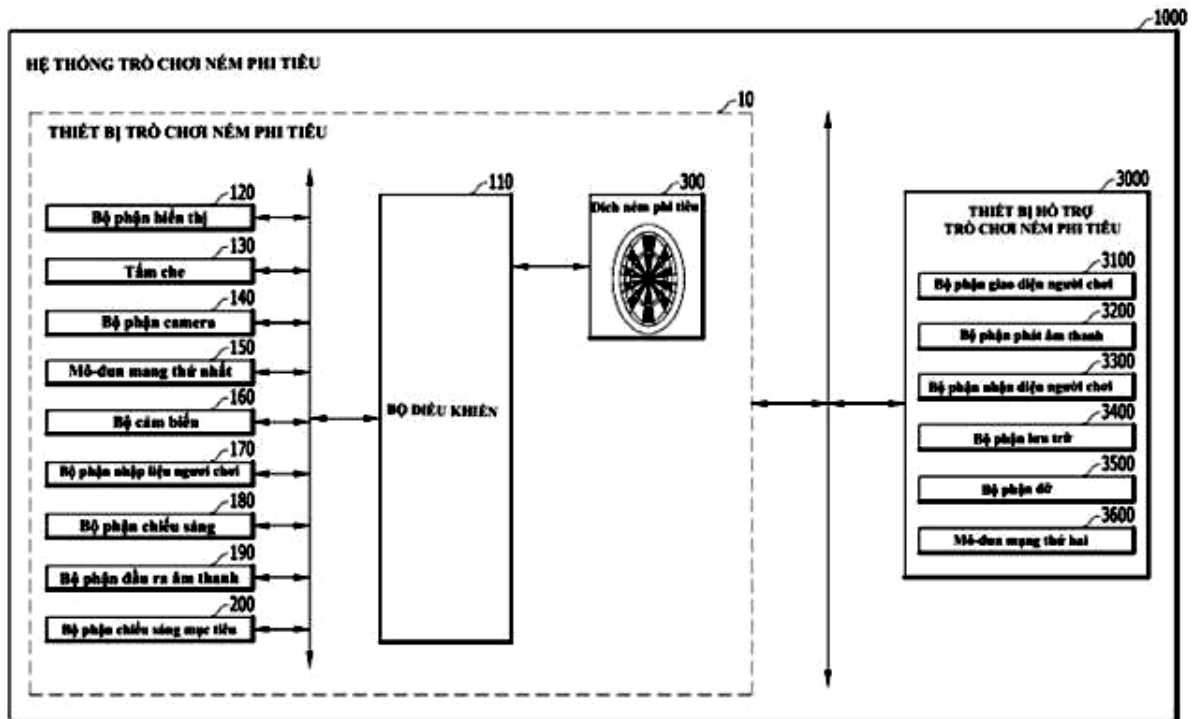 1000
HỆ THỐNG TRÒ CHƠI NÉM PHI TIÊU
10
THIẾT BỊ TRÒ CHƠI NÉM PHI TIÊU
120
Bộ phận hiển thị
130
Tấm che
140
Bộ phận camera
150
Mô-đun mang thứ nhất
160
Bộ cảm biến
170
Bộ phận nhập liệu người chơi
180
Bộ phận chiếu sáng
190
Bộ phận đầu ra âm thanh
200
Bộ phận chiếu sáng mục tiêu
110
BỘ ĐIỀU KHIỂN
300
Đích ném phi tiêu
3000
THIẾT BỊ HỖ TRỢ
TRÒ CHƠI NÉM PHI TIÊU
3100
Bộ phận giao diện người chơi
3200
Bộ phận phát âm thanh
3300
Bộ phận nhận diện người chơi
3400
Bộ phận lưu trữ
3500
Bộ phận đỡ
3600
Mô-đun mạng thứ hai